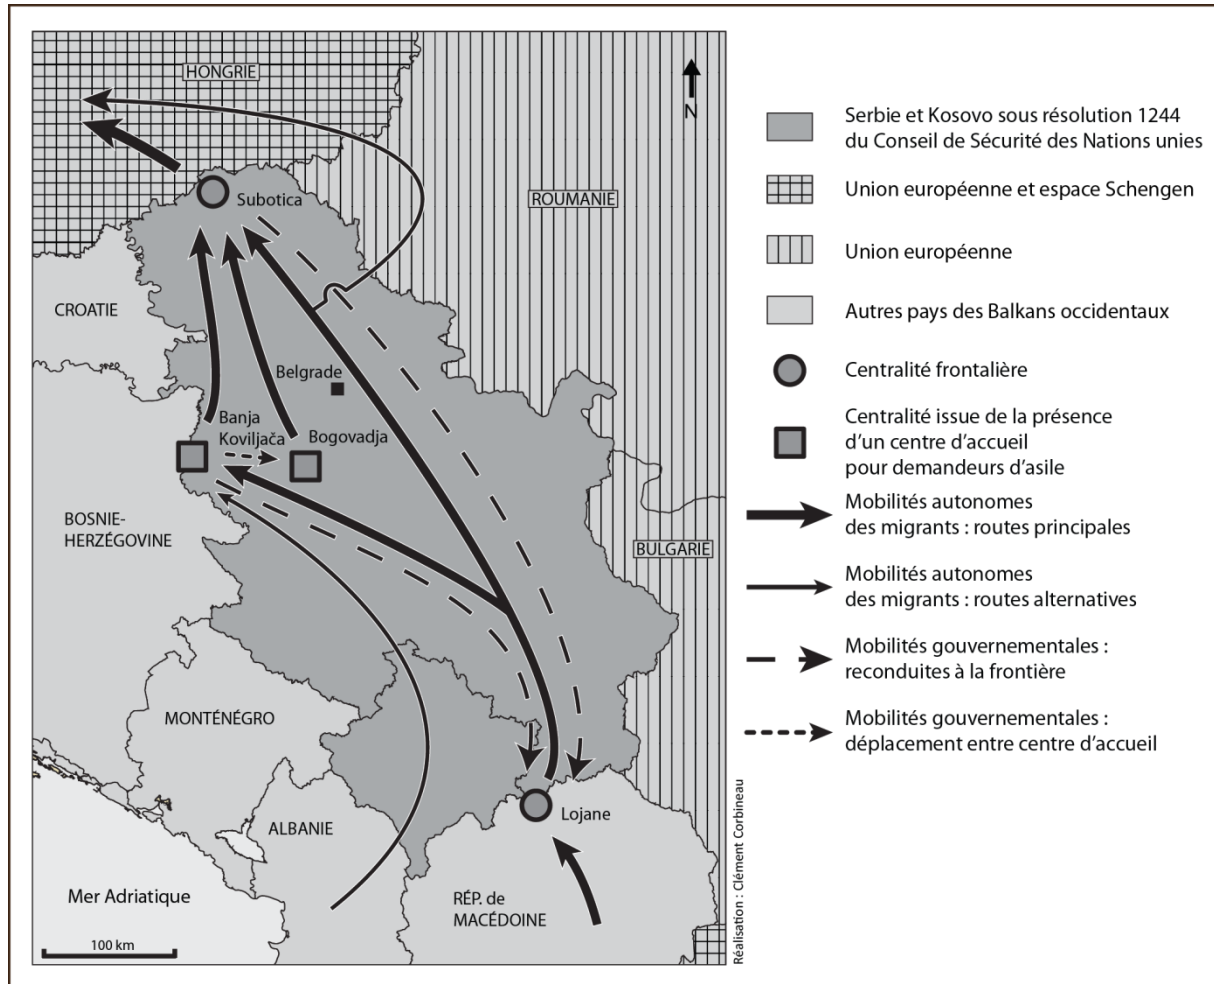 HONGRIE
N
Subotica
ROUMANIE
CROATIE
Belgrade
Banja
Koviljača
Bogovadja
BOSNIE-
HERZÉGOVINE
BULGARIE
MONTÉNÉGRO
ALBANIE
Lojane
Mer Adriatique
RÉP. de
MACÉDOINE
100 km
Réalisation : Clément Corbineau
Serbie et Kosovo sous résolution 1244
du Conseil de Sécurité des Nations unies
Union européenne et espace Schengen
Union européenne
Autres pays des Balkans occidentaux
Centralité frontalière
Centralité issue de la présence
d'un centre d'accueil
pour demandeurs d'asile
Mobilités autonomes
des migrants : routes principales
Mobilités autonomes
des migrants : routes alternatives
Mobilités gouvernementales :
reconduites à la frontière
Mobilités gouvernementales :
déplacement entre centre d'accueil